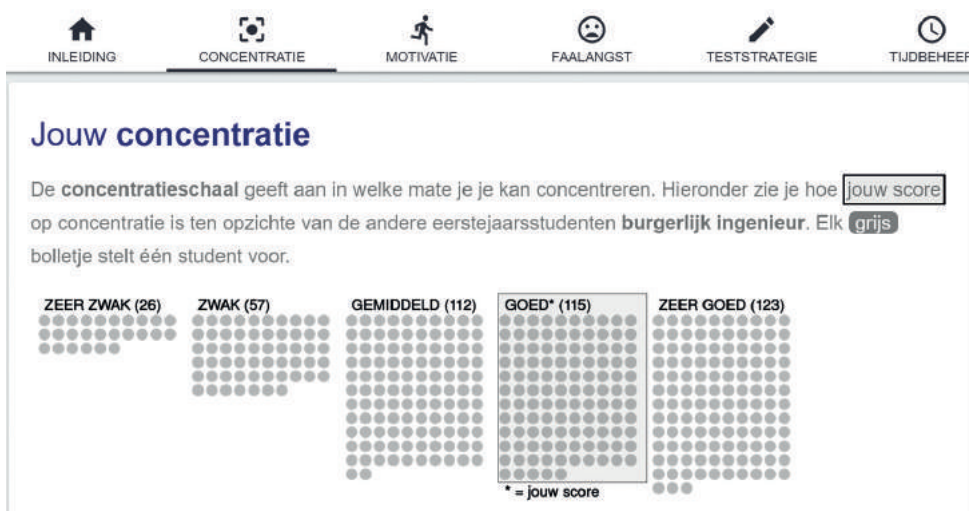 INLEIDING CONCENTRATIE MOTIVATIE FAALANGST TESTSTRATEGIE TIJDBEHEER
Jouw concentratie
De concentratieschaal geeft aan in welke mate je je kan concentreren. Hieronder zie je hoe jouw score
op concentratie is ten opzichte van de andere eerstejaarsstudenten burgerlijk ingenieur. Elk grijs
bolletje stelt één student voor.
ZEER ZWAK (26) ZWAK (57) GEMIDDELD (112) GOED* (115) ZEER GOED (123)
* = jouw score